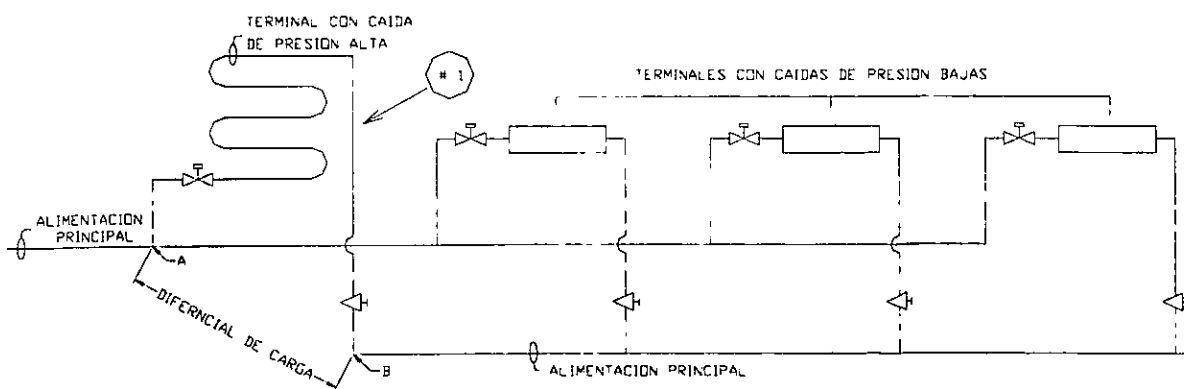 TERMINAL CON CAIDA
DE PRESION ALTA
# 1
TERMINALES CON CAIDAS DE PRESION BAJAS
ALIMENTACION
PRINCIPAL
A
DIFERNCIAL DE CARGA
B
ALIMENTACION PRINCIPAL